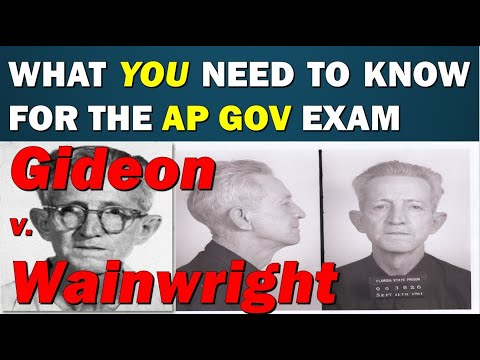 WHAT YOU NEED TO KNOW
FOR THE AP GOV EXAM
Gideon
v.
Wainwright
FLORIDA STATE PRISON